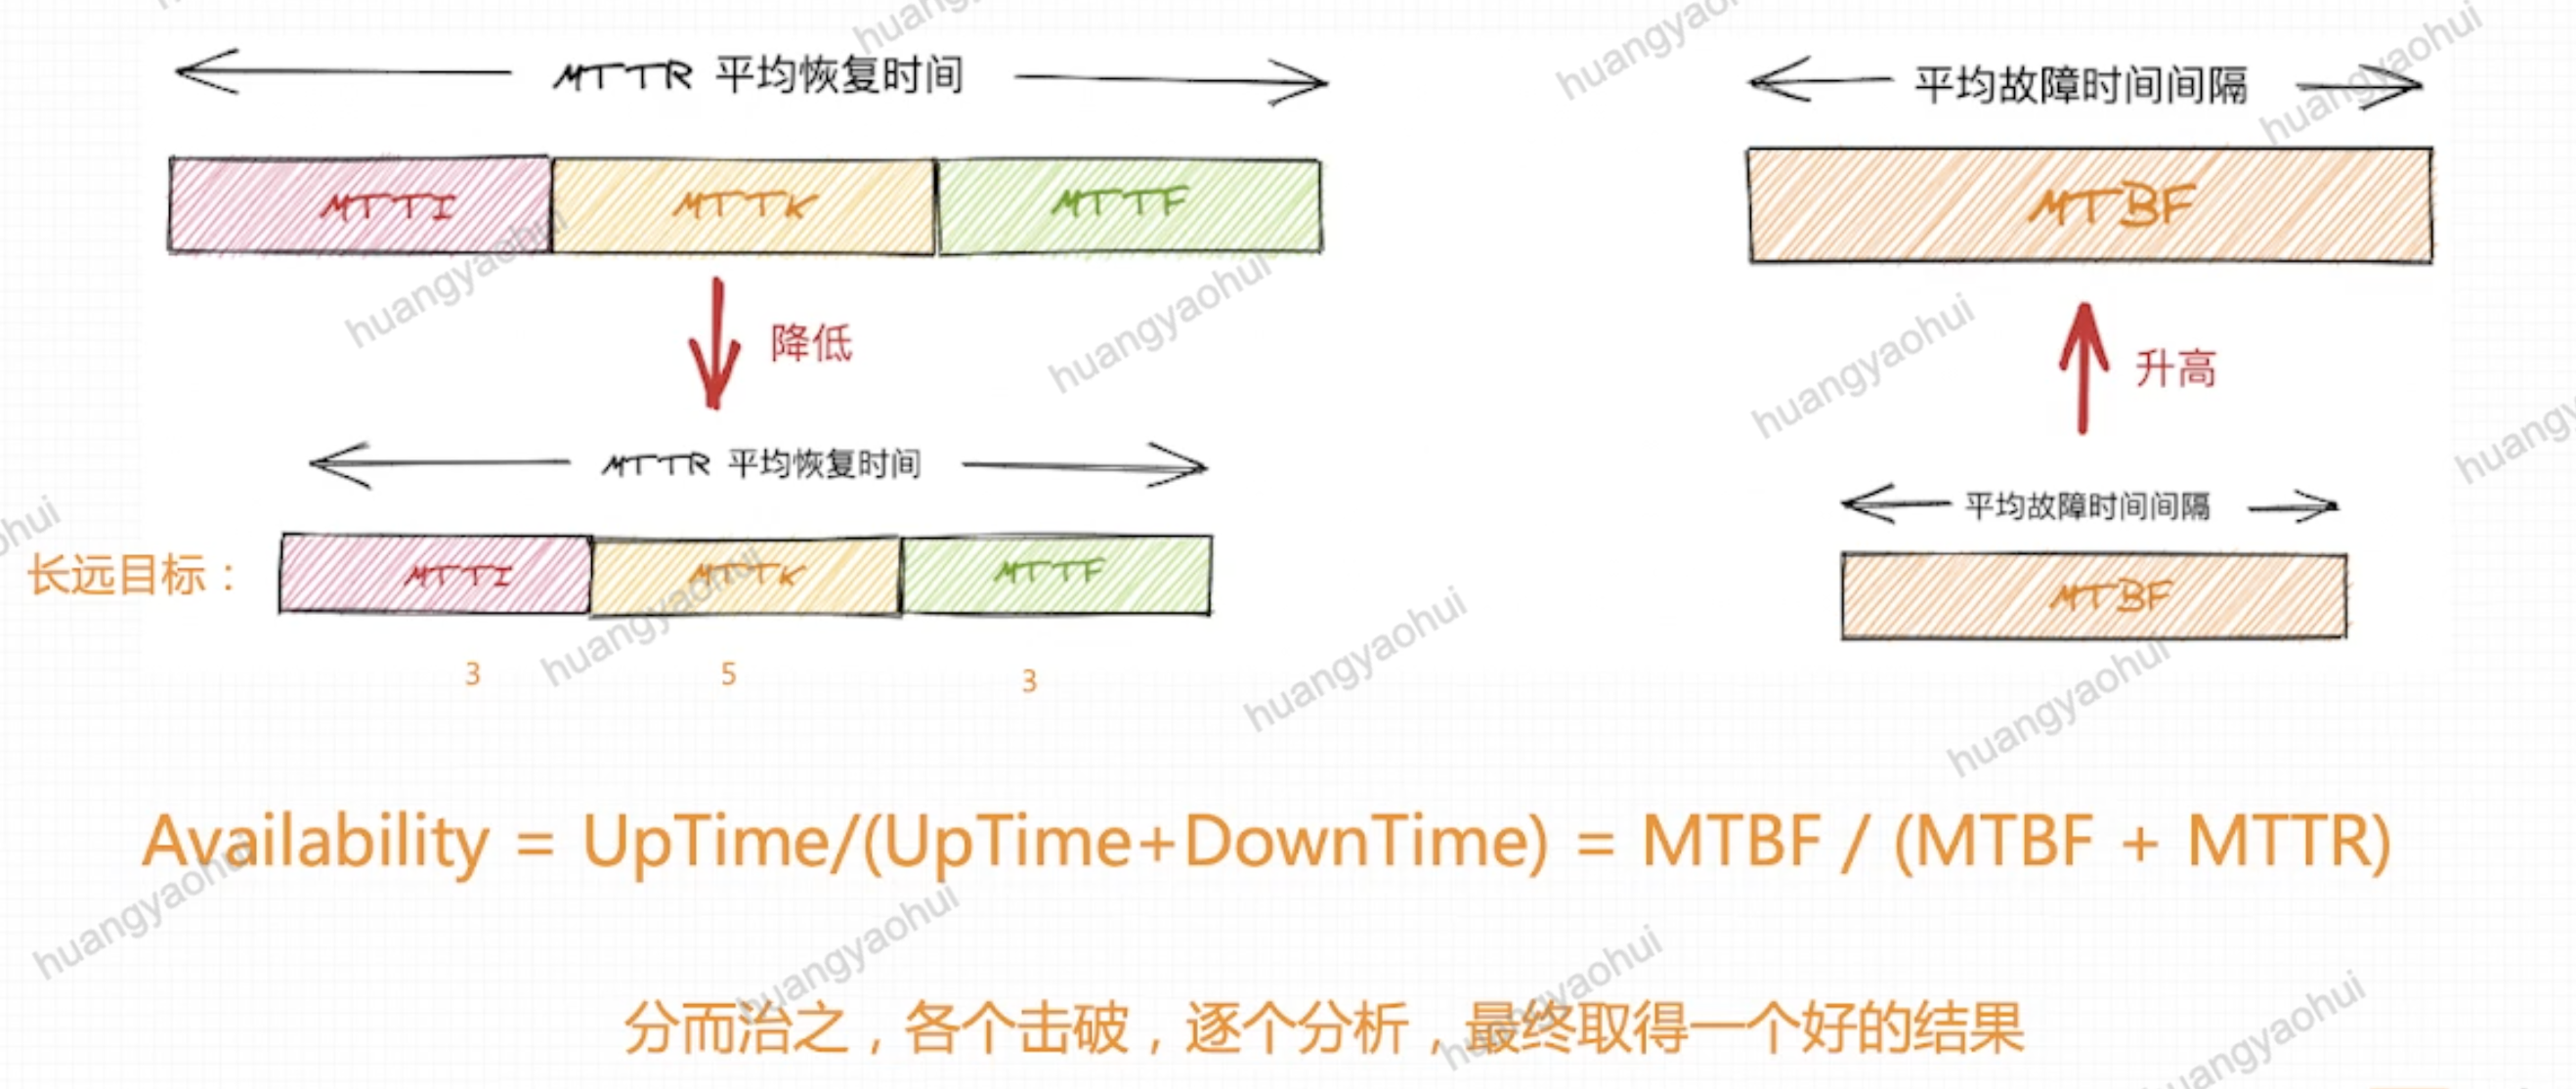 MTTR 平均恢复时间
平均故障时间间隔
MTTI
MTTK
MTTF
MTBF
降低
升高
MTTR 平均恢复时间
平均故障时间间隔
长远目标：
MTTI
MTTK
MTTF
MTBF
3
5
3
Availability = UpTime/(UpTime+DownTime) = MTBF / (MTBF + MTTR)
分而治之，各个击破，逐个分析，最终取得一个好的结果
huangyaohui